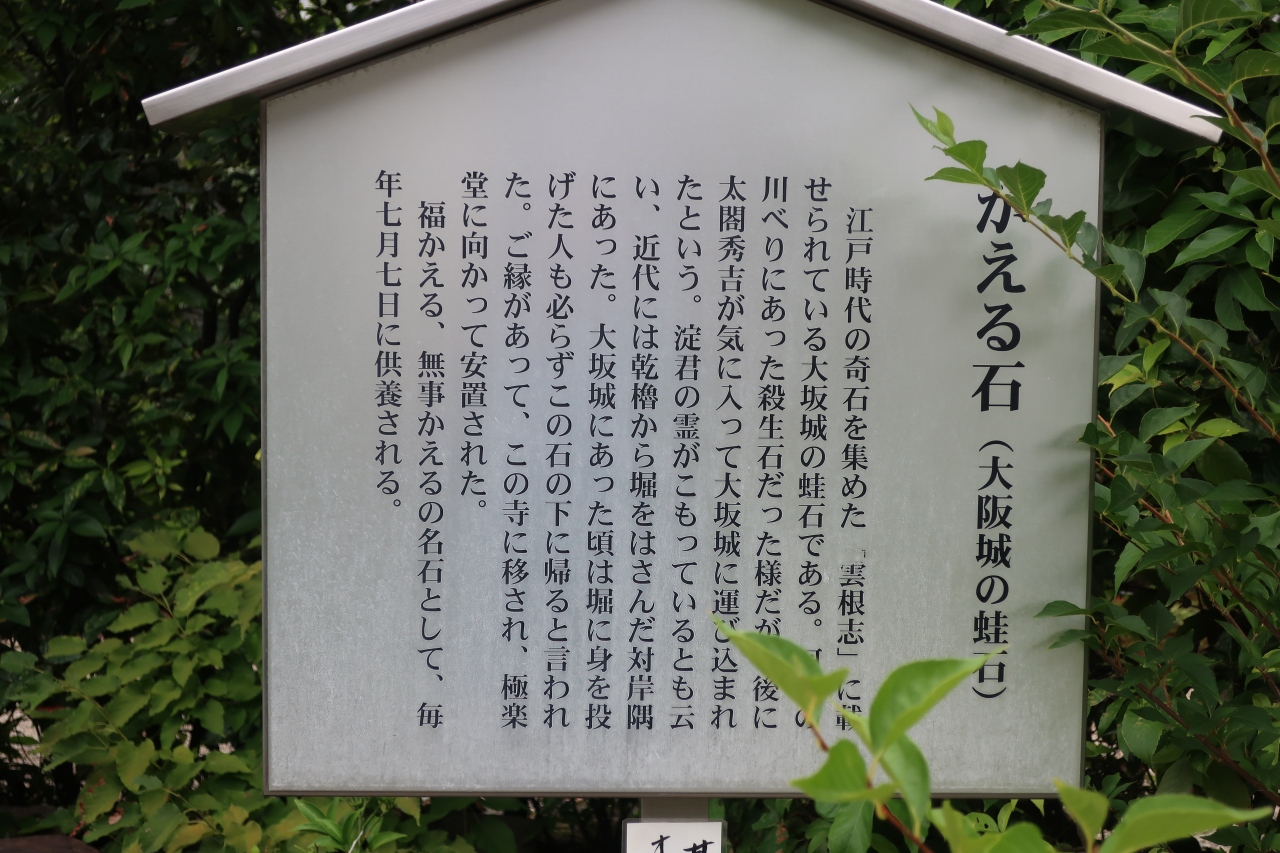 かえる石（大阪城の蛙石）
江戸時代の奇石を集めた「雲根志」に載
せられている大坂城の蛙石である。の
川べりにあった殺生石だった様だが後に
太閤秀吉が気に入って大坂城に運び込まれ
たという。淀君の霊がこもっているとも云
い、近代には乾櫓から堀をはさんだ対岸隅
にあった。大坂城にあった頃は堀に身を投
げた人も必らずこの石の下に帰ると言われ
た。ご縁があって、この寺に移され、極楽
堂に向かって安置された。
福かえる、無事かえるの名石として、毎
年七月七日に供養される。